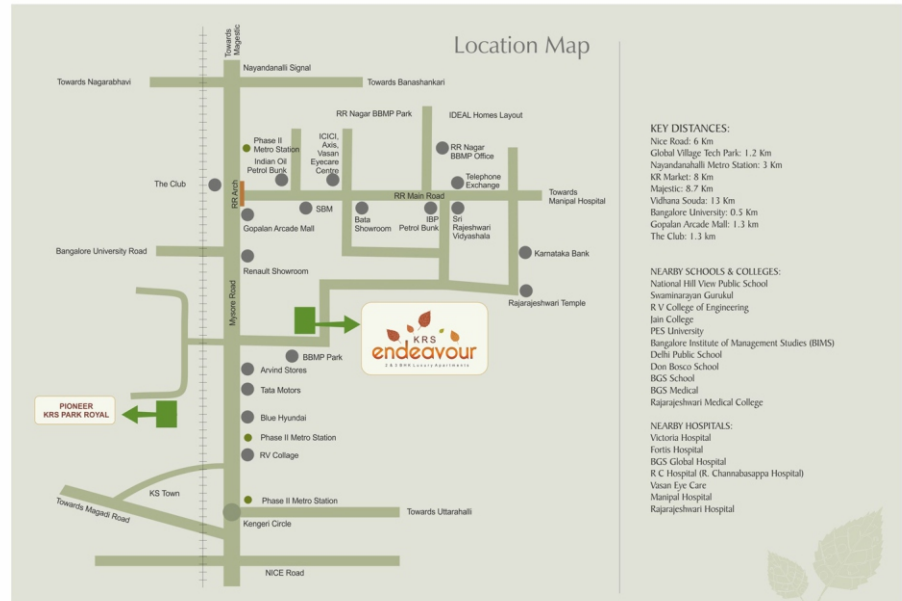 Location Map
Towards
Magestic
Nayandanalli Signal
Towards Nagarabhavi
Towards Banashankari
RR Nagar BBMP Park
IDEAL Homes Layout
Phase II
Metro Station
Indian Oil
Petrol Bunk
ICICI,
Axis,
Vasan
Eyecare
Centre
RR Nagar
BBMP Office
Telephone
Exchange
The Club
RR Arch
RR Main Road
Towards
Manipal Hospital
Gopalan Arcade Mall
SBM
Bata
Showroom
IBP
Petrol Bunk
Sri
Rajeshwari
Vidyashala
Bangalore University Road
Renault Showroom
Karnataka Bank
Mysore Road
Rajarajeshwari Temple
KRS
endeavour
2 & 3 BHK Luxury Apartments
BBMP Park
Arvind Stores
Tata Motors
PIONEER
KRS PARK ROYAL
Blue Hyundai
Phase II Metro Station
RV Collage
KS Town
Phase II Metro Station
Towards Magadi Road
Towards Uttarahalli
Kengeri Circle
NICE Road
KEY DISTANCES:
Nice Road: 6 Km
Global Village Tech Park: 1.2 Km
Nayandanahalli Metro Station: 3 Km
KR Market: 8 Km
Majestic: 8.7 Km
Vidhana Souda: 13 Km
Bangalore University: 0.5 Km
Gopalan Arcade Mall: 1.3 km
The Club: 1.3 km
NEARBY SCHOOLS & COLLEGES:
National Hill View Public School
Swaminarayan Gurukul
R V College of Engineering
Jain College
PES University
Bangalore Institute of Management Studies (BIMS)
Delhi Public School
Don Bosco School
BGS School
BGS Medical
Rajarajeshwari Medical College
NEARBY HOSPITALS:
Victoria Hospital
Fortis Hospital
BGS Global Hospital
R C Hospital (R. Channabasappa Hospital)
Vasan Eye Care
Manipal Hospital
Rajarajeshwari Hospital